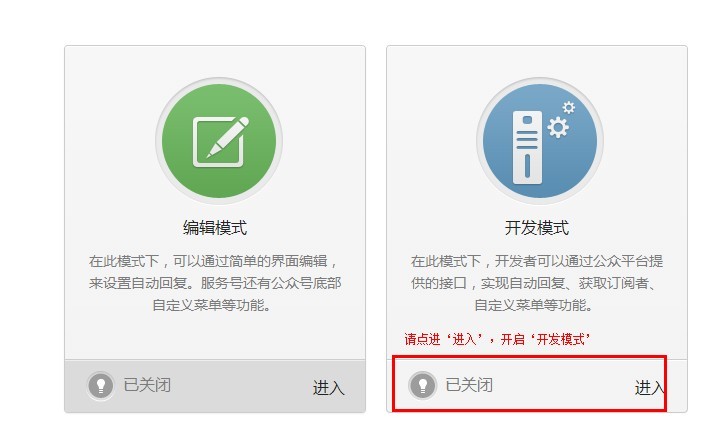 编辑模式
在此模式下，可以通过简单的界面编辑，
来设置自动回复。服务号还有公众号底部
自定义菜单等功能。
已关闭
进入
开发模式
在此模式下，开发者可以通过公众平台提
供的接口，实现自动回复、获取订阅者、
自定义菜单等功能。
请点进‘进入’，开启‘开发模式’
已关闭
进入